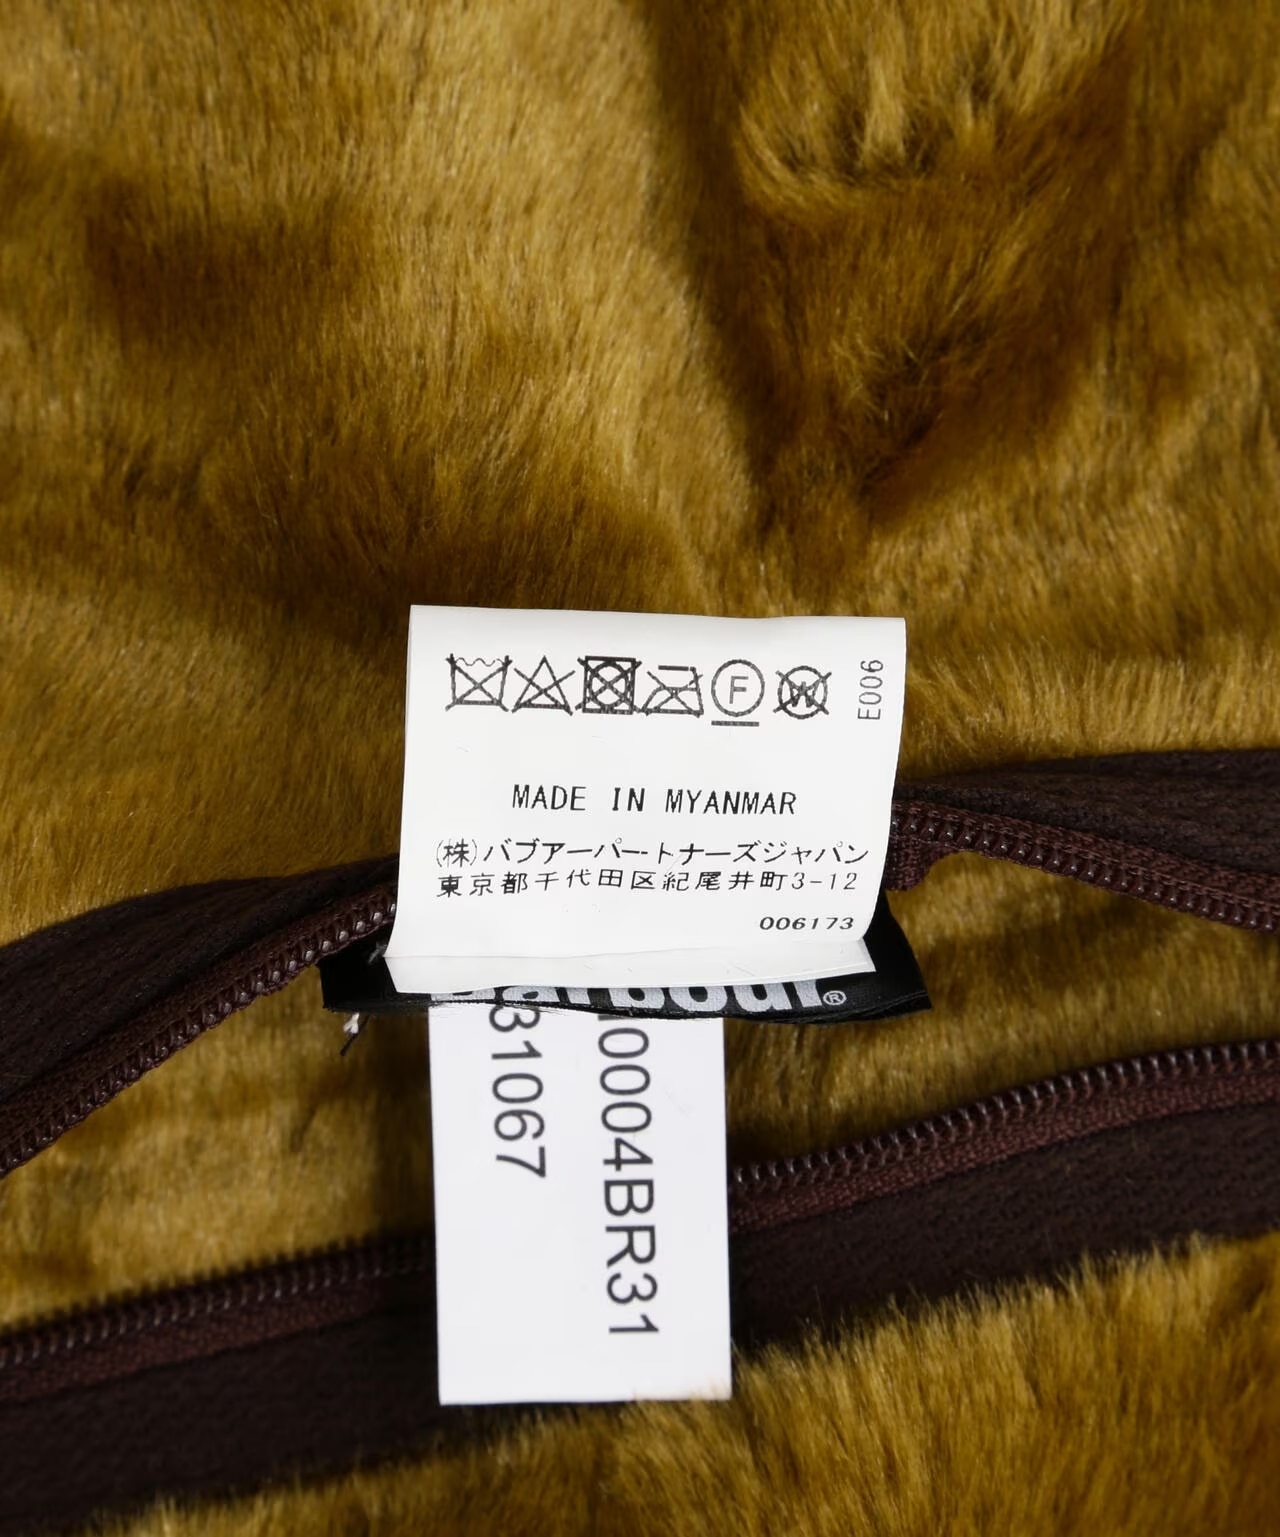 F
W
E006
MADE IN MYANMAR
(株)バブアーパートナーズジャパン
東京都千代田区紀尾井町3-12
006173
Barbour®
0004BR31
31067